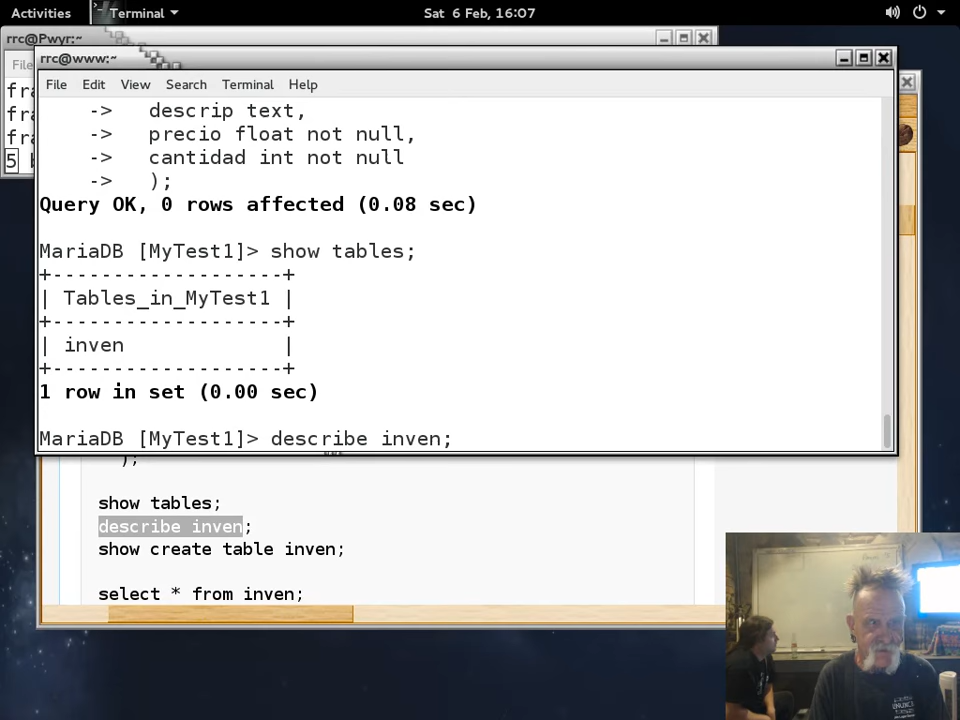 Activities Terminal Sat 6 Feb, 16:07
rrc@Pwyr:~
rrc@www:~
File Edit View Search Terminal Help
-> descrip text,
-> precio float not null,
-> cantidad int not null
-> );
Query OK, 0 rows affected (0.08 sec)
MariaDB [MyTest1]> show tables;
+-------------------+
| Tables_in_MyTest1 |
+-------------------+
| inven |
+-------------------+
1 row in set (0.00 sec)
MariaDB [MyTest1]> describe inven;
);
show tables;
describe inven;
show create table inven;
select * from inven;